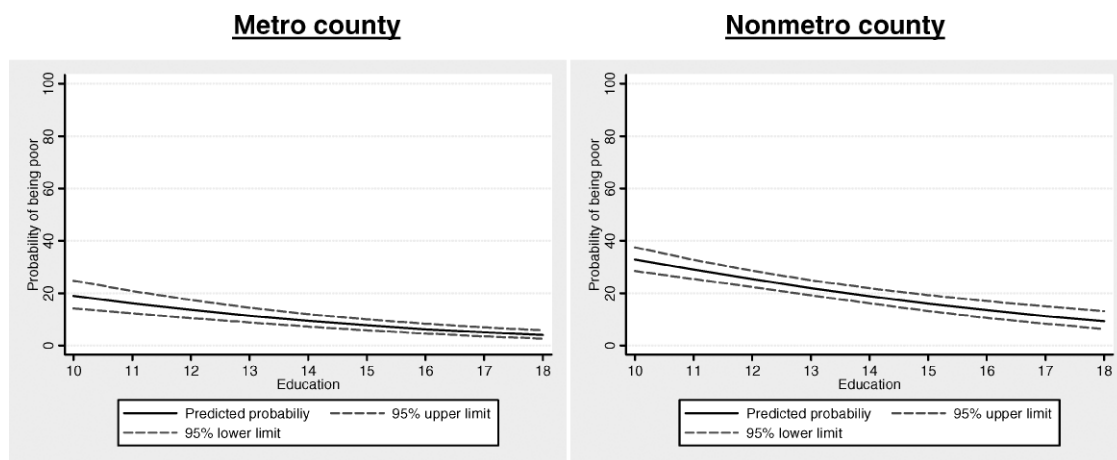 Metro county
Nonmetro county
Probability of being poor
100
80
60
40
20
0
10 11 12 13 14 15 16 17 18
Education
Predicted probabiliy 95% upper limit
95% lower limit
Probability of being poor
100
80
60
40
20
0
10 11 12 13 14 15 16 17 18
Education
Predicted probabiliy 95% upper limit
95% lower limit